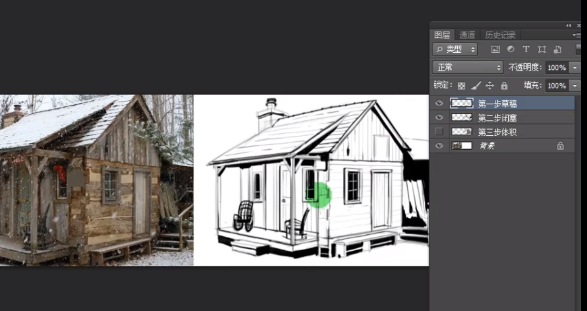 图层 通道 历史记录
类型 T
正常 不透明度: 100%
锁定: 填充: 100%
第一步草稿
第二步闭塞
第三步体积
背景